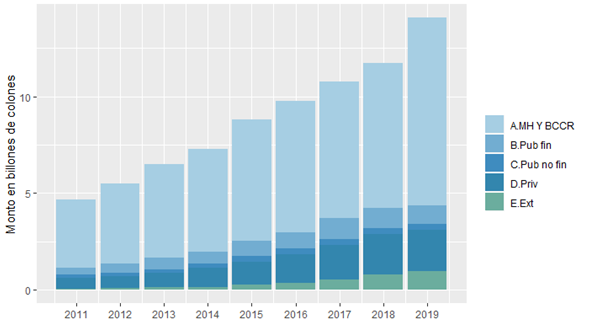 Monto en billones de colones
10
5
0
2011 2012 2013 2014 2015 2016 2017 2018 2019
A.MH Y BCCR
B.Pub fin
C.Pub no fin
D.Priv
E.Ext